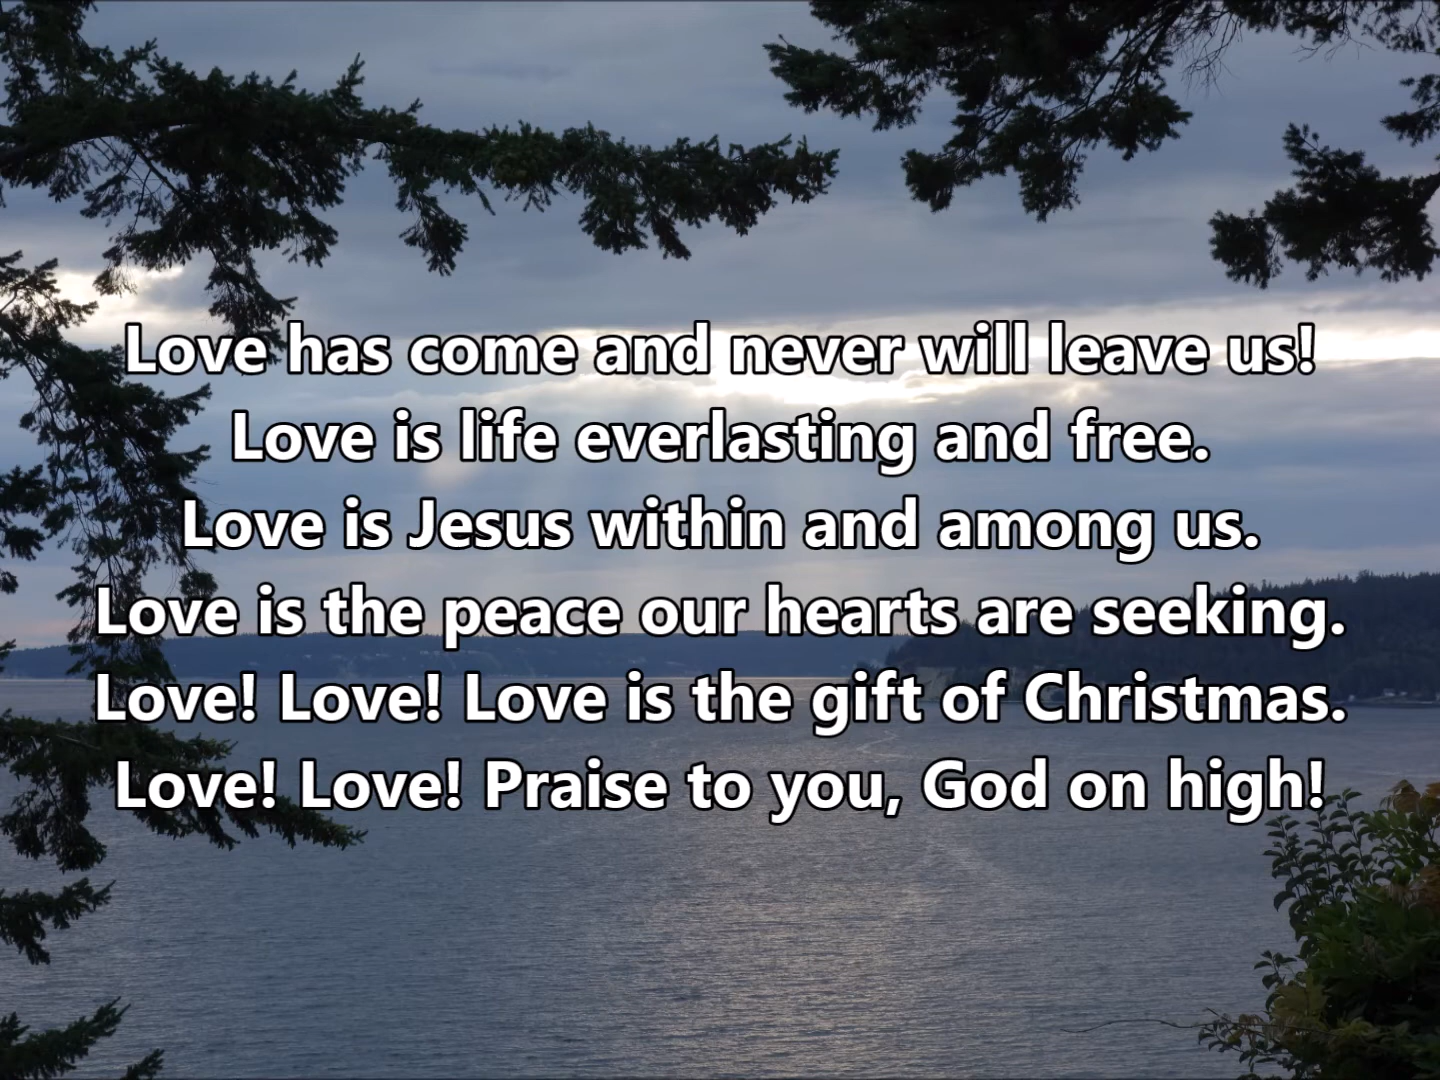 Love has come and never will leave us!
Love is life everlasting and free.
Love is Jesus within and among us.
Love is the peace our hearts are seeking.
Love! Love! Love is the gift of Christmas.
Love! Love! Praise to you, God on high!